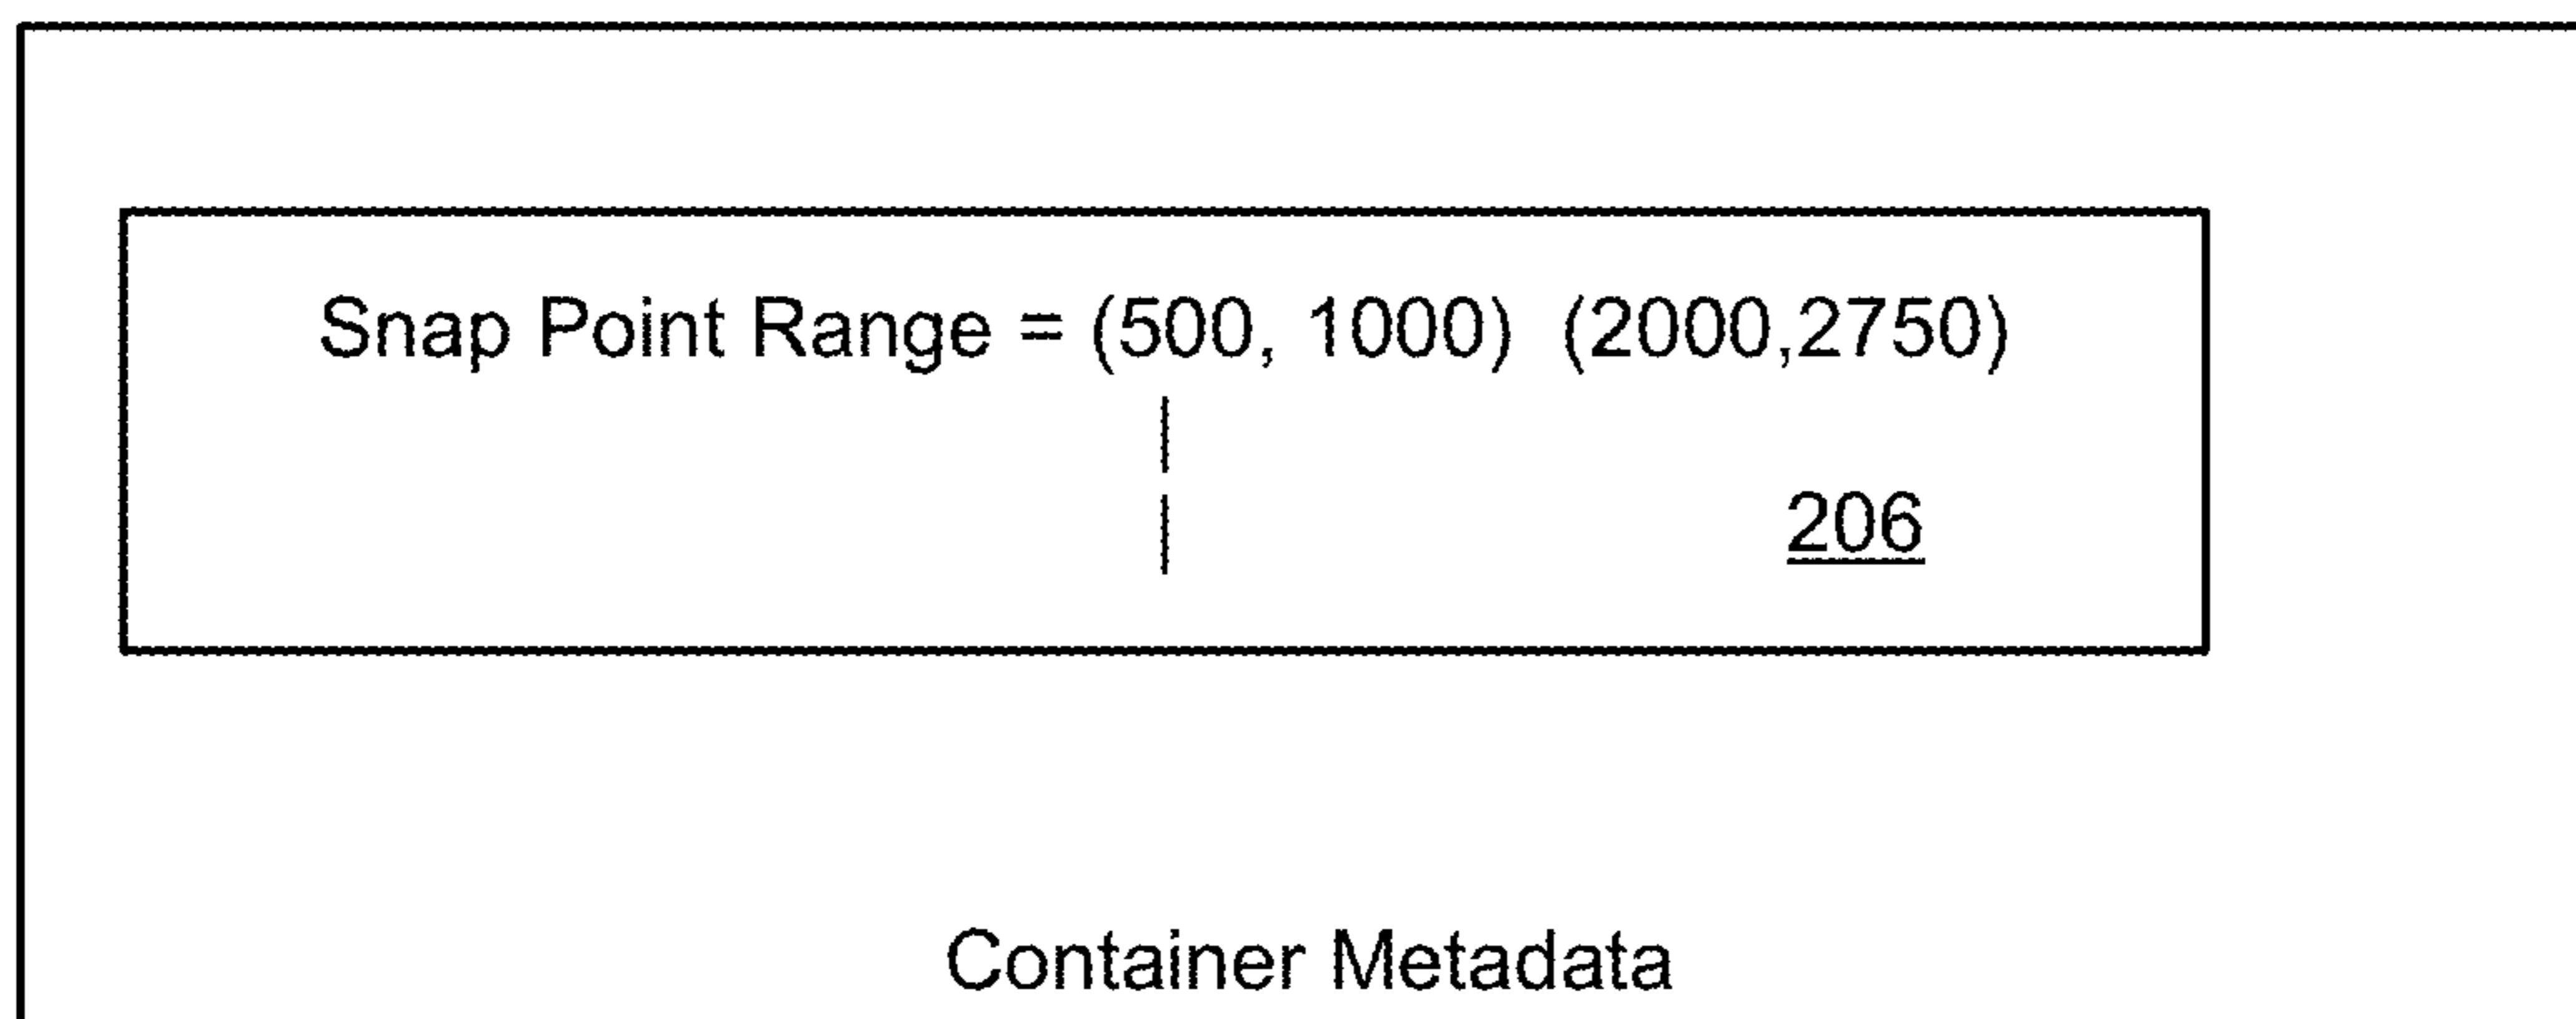 Snap Point Range = (500, 1000) (2000,2750)
206
Container Metadata